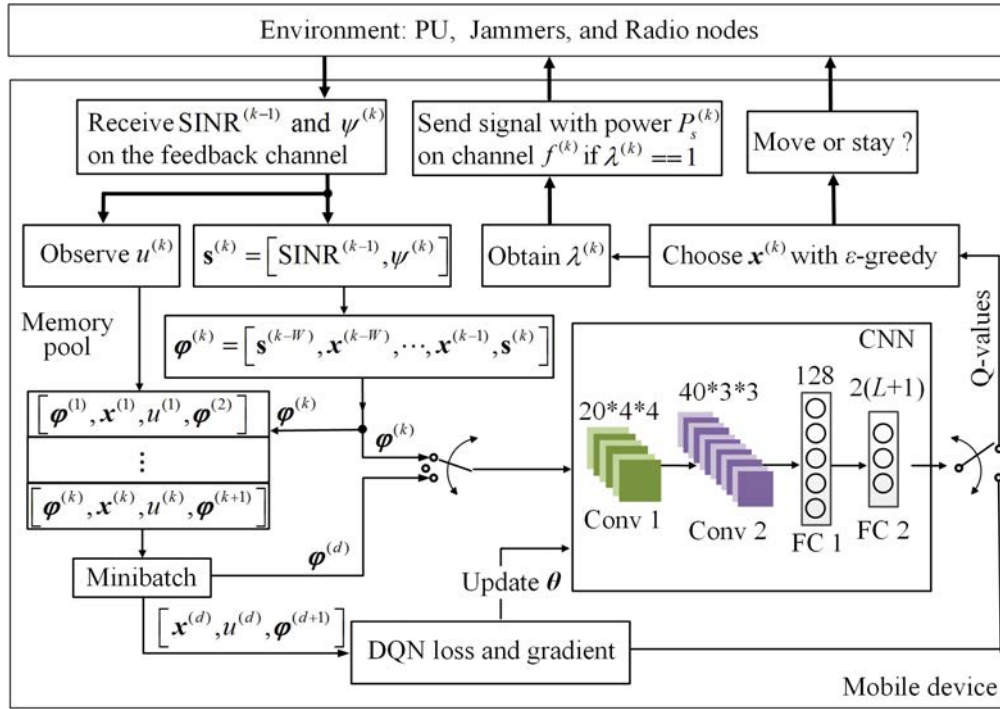 Environment: PU, Jammers, and Radio nodes
Receive SINR^(k−1) and ψ^(k)
on the feedback channel
Send signal with power P_s^(k)
on channel f^(k) if λ^(k) == 1
Move or stay ?
Observe u^(k)
s^(k) = [SINR^(k−1), ψ^(k)]
Obtain λ^(k)
Choose x^(k) with ε-greedy
Memory
pool
φ^(k) = [s^(k−W), x^(k−W), ⋯, x^(k−1), s^(k)]
CNN
Q-values
[φ^(1), x^(1), u^(1), φ^(2)]
φ^(k)
φ^(k)
20*4*4
40*3*3
128
2(L+1)
⋮
[φ^(k), x^(k), u^(k), φ^(k+1)]
Conv 1
Conv 2
FC 1
FC 2
Minibatch
φ^(d)
Update θ
[x^(d), u^(d), φ^(d+1)]
DQN loss and gradient
Mobile device